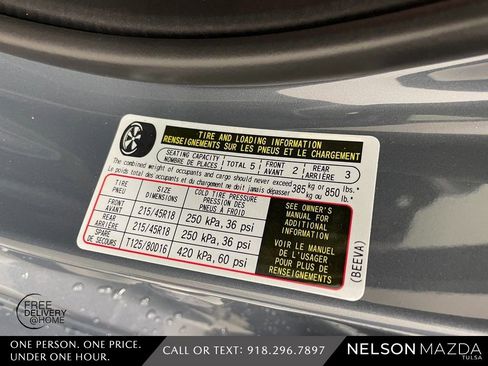 TIRE AND LOADING INFORMATION
RENSEIGNEMENTS SUR LES PNEUS ET LE CHARGEMENT
SEATING CAPACITY
NOMBRE DE PLACES
TOTAL 5
FRONT
AVANT
2
REAR
ARRIÈRE
3
The combined weight of occupants and cargo should never exceed
Le poids total des occupants et du chargement ne doit jamais dépasser
385 kg or 850 lbs.
kg ou lb.
TIRE
PNEU
SIZE
DIMENSIONS
COLD TIRE PRESSURE
PRESSION DES
PNEUS À FROID
FRONT
AVANT
215/45R18
250 kPa, 36 psi
REAR
ARRIÈRE
215/45R18
250 kPa, 36 psi
SPARE
DE SECOURS
T125/80D16
420 kPa, 60 psi
SEE OWNER'S
MANUAL FOR
ADDITIONAL
INFORMATION
VOIR LE MANUEL
DE L'USAGER
POUR PLUS DE
RENSEIGNEMENTS
(BEEVA)
FREE
DELIVERY
@HOME
ONE PERSON. ONE PRICE.
UNDER ONE HOUR.
CALL OR TEXT: 918.296.7897
NELSON MAZDA
TULSA